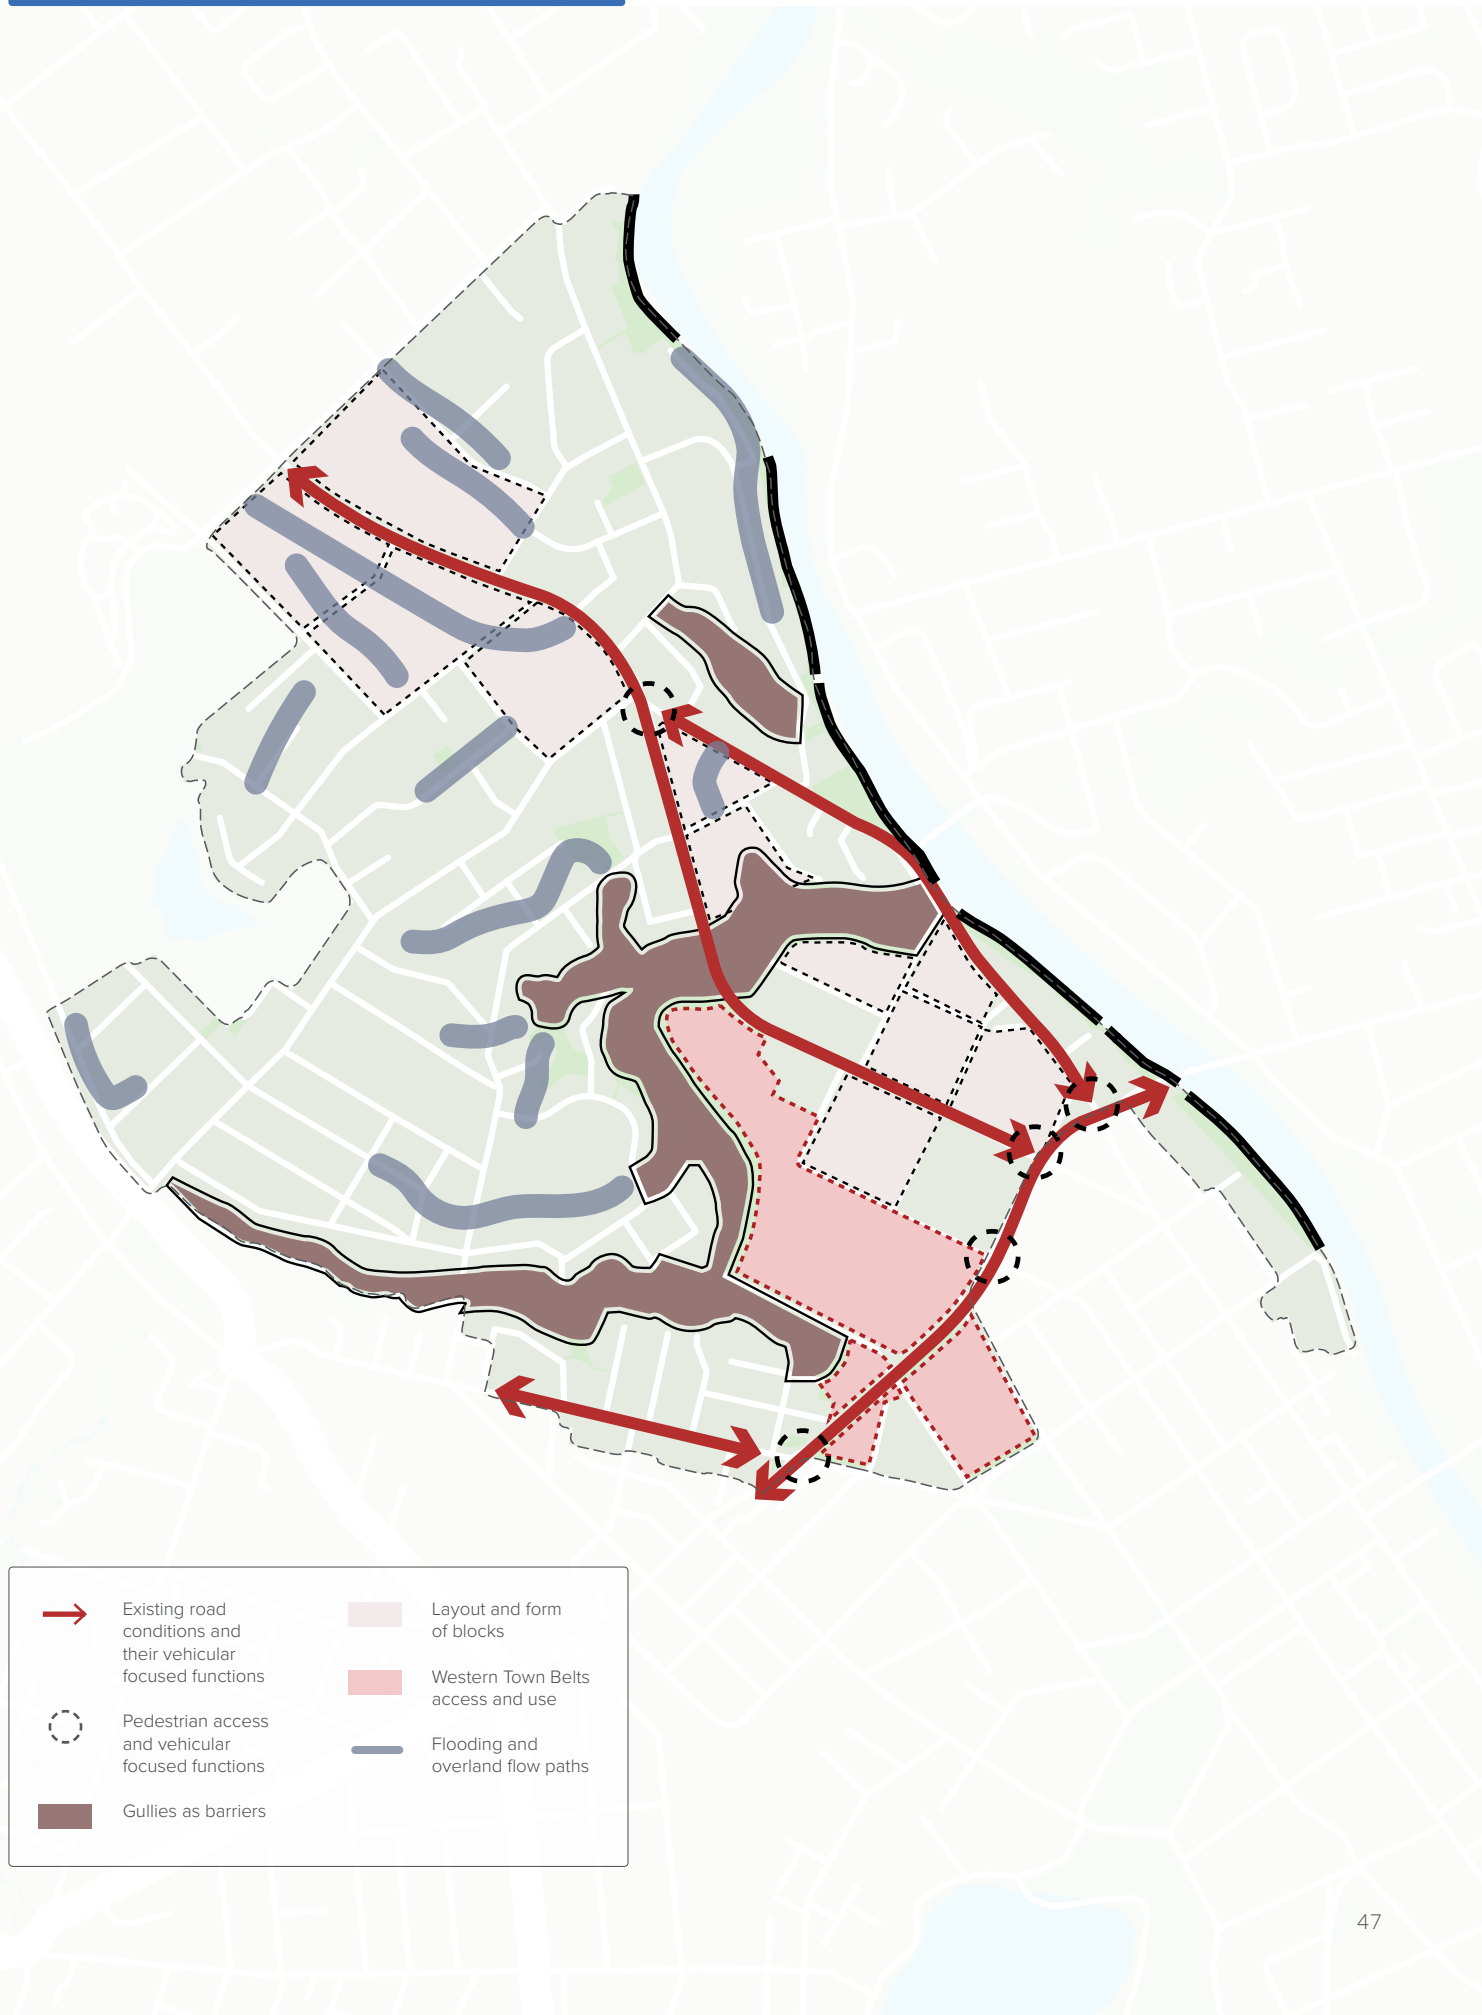 Existing road
conditions and
their vehicular
focused functions
Pedestrian access
and vehicular
focused functions
Gullies as barriers
Layout and form
of blocks
Western Town Belts
access and use
Flooding and
overland flow paths
47